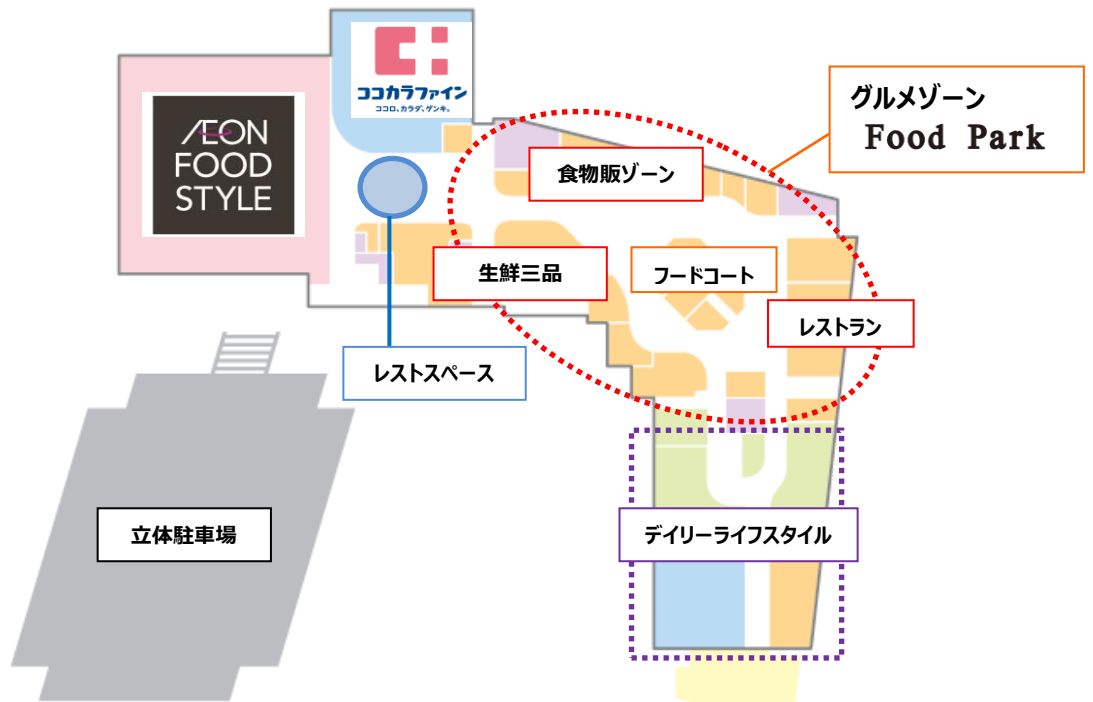 ココカラファイン
ココロ、カラダ、ゲンキ。
ÆON
FOOD
STYLE
グルメゾーン
Food Park
食物販ゾーン
生鮮三品
フードコート
レストラン
レストスペース
立体駐車場
デイリーライフスタイル